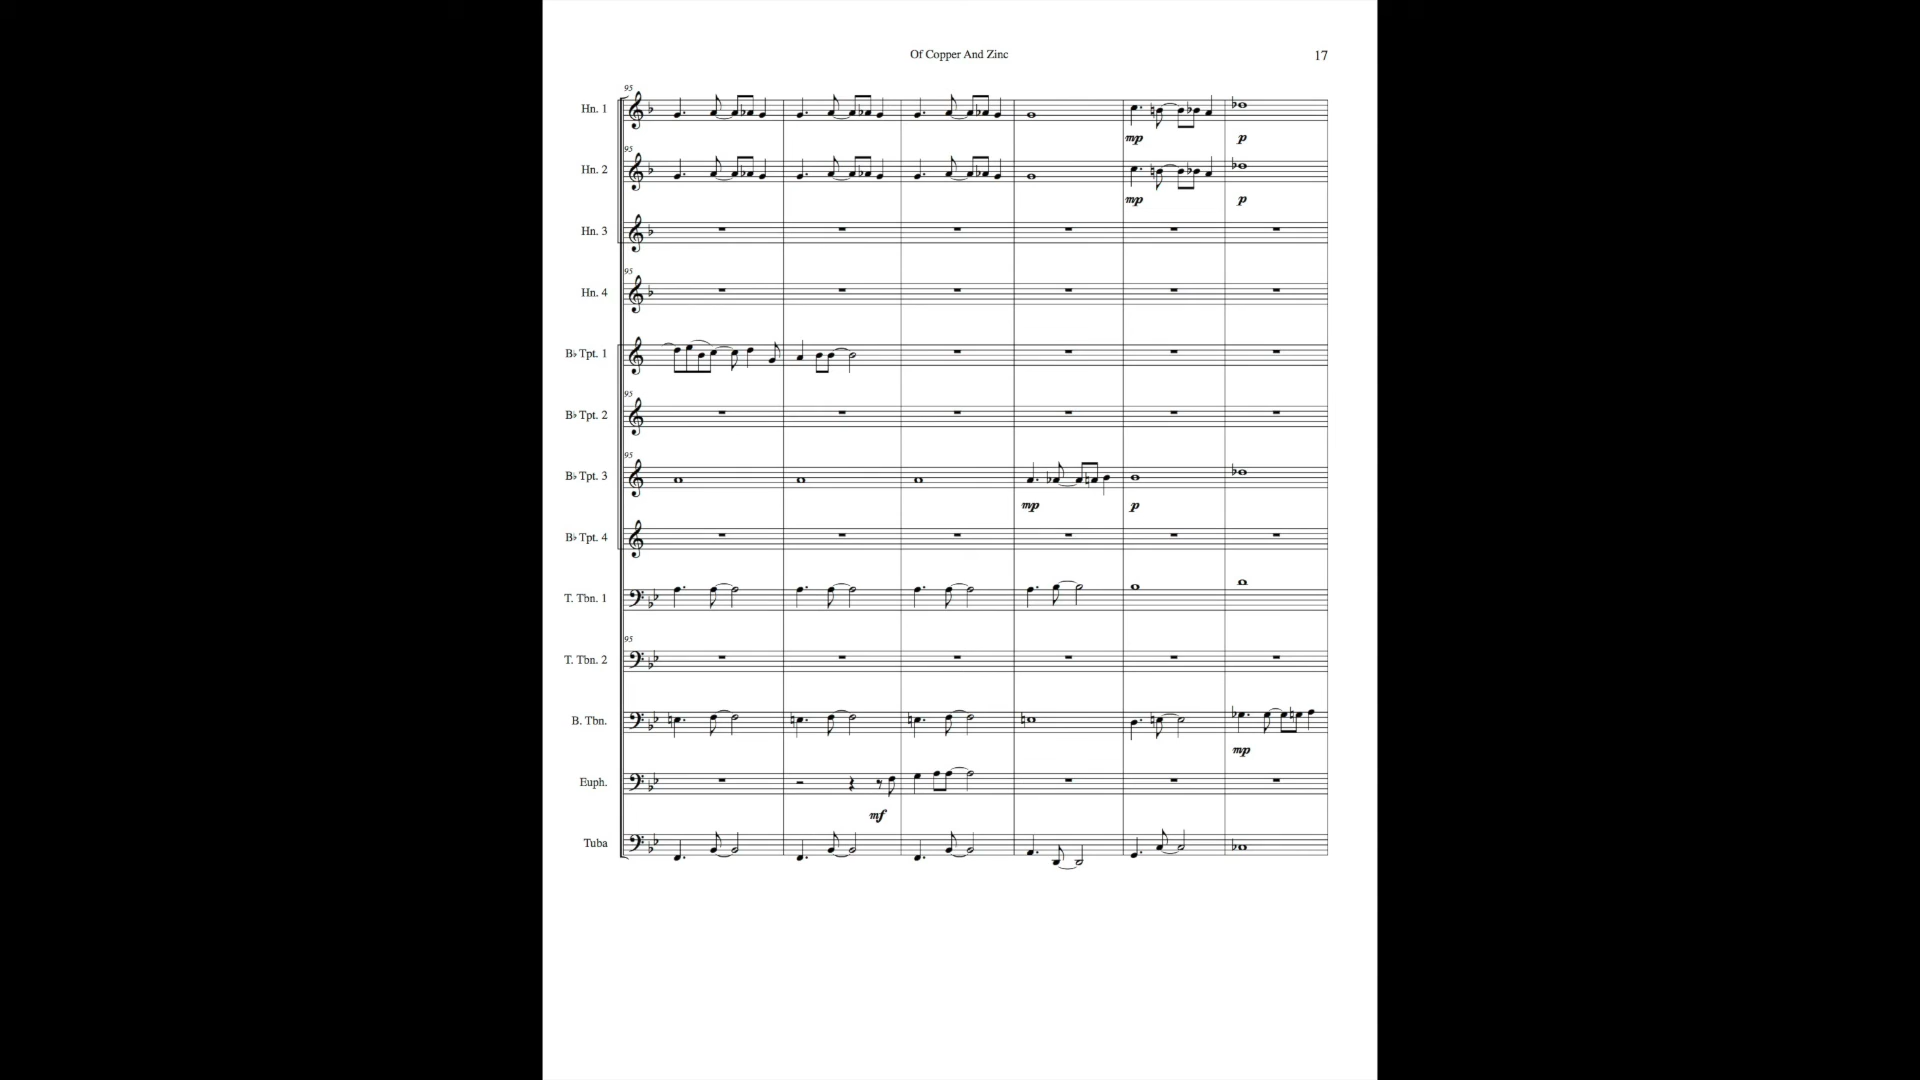 Of Copper And Zinc
17
95
Hn. 1
mp
p
95
Hn. 2
mp
p
Hn. 3
95
Hn. 4
B♭ Tpt. 1
95
B♭ Tpt. 2
95
B♭ Tpt. 3
mp
p
B♭ Tpt. 4
T. Tbn. 1
95
T. Tbn. 2
B. Tbn.
mp
Euph.
mf
Tuba